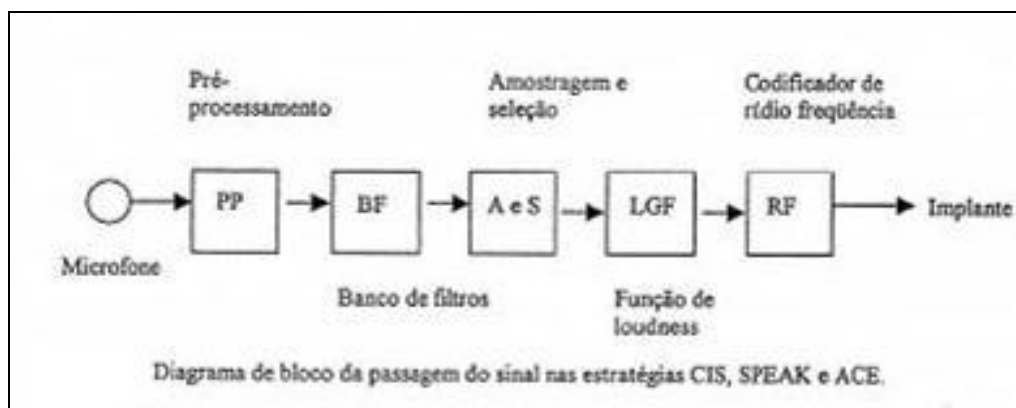 Pré-
processamento
Amostragem e
seleção
Codificador de
rídio freqüência
PP
BF
A e S
LGF
RF
Implante
Microfone
Banco de filtros
Função de
loudness
Diagrama de bloco da passagem do sinal nas estratégias CIS, SPEAK e ACE.